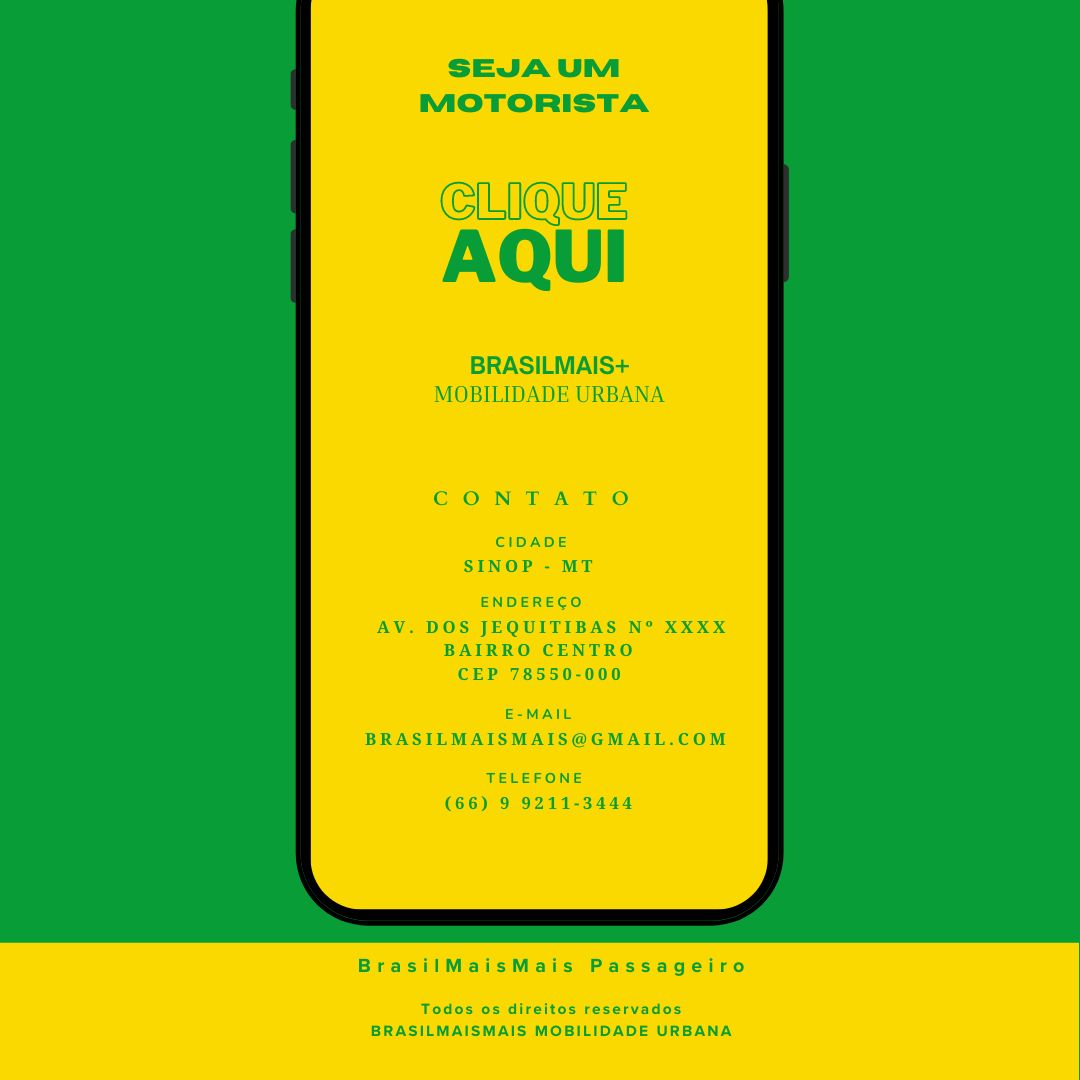 SEJA UM
MOTORISTA
CLIQUE
AQUI
BRASILMAIS+
MOBILIDADE URBANA
CONTATO
CIDADE
SINOP - MT
ENDEREÇO
AV. DOS JEQUITIBAS Nº XXXX
BAIRRO CENTRO
CEP 78550-000
E-MAIL
BRASILMAISMAIS@GMAIL.COM
TELEFONE
(66) 9 9211-3444
BrasilMaisMais Passageiro
Todos os direitos reservados
BRASILMAISMAIS MOBILIDADE URBANA